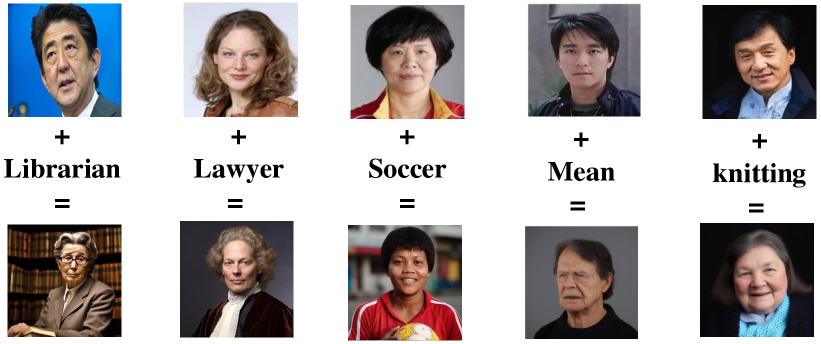 + + + + +
Librarian Lawyer Soccer Mean knitting
= = = = =